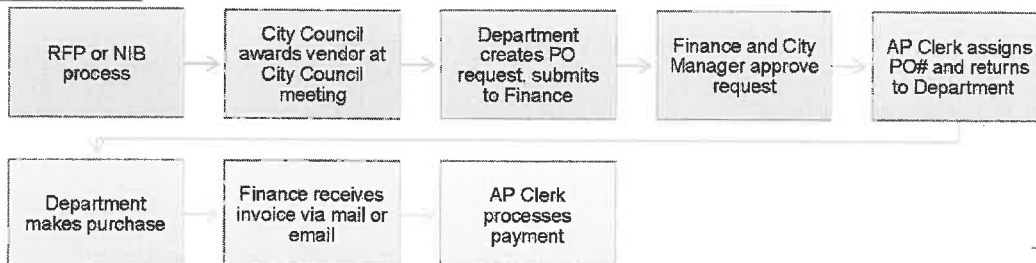 RFP or NIB
process
City Council
awards vendor at
City Council
meeting
Department
creates PO
request, submits
to Finance
Finance and City
Manager approve
request
AP Clerk assigns
PO# and returns
to Department
Department
makes purchase
Finance receives
invoice via mail or
email
AP Clerk
processes
payment